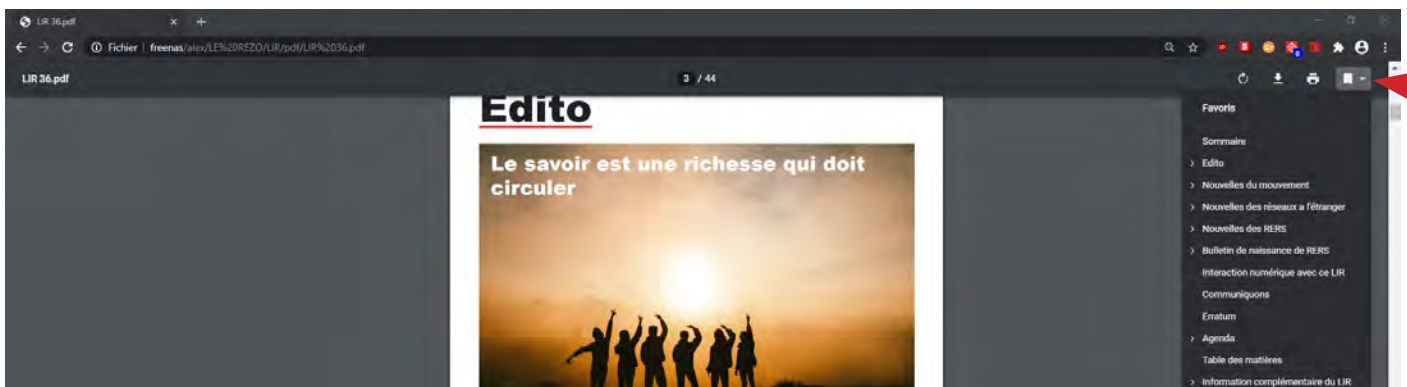 LIR 36.pdf
Fichier | freenas/alex/LE%20REZO/LIR/pdf/LIR%2036.pdf
LIR 36.pdf
3 / 44
Edito
Le savoir est une richesse qui doit
circuler
Favoris
Sommaire
> Edito
> Nouvelles du mouvement
> Nouvelles des réseaux a l'étranger
> Nouvelles des RERS
> Bulletin de naissance de RERS
Interaction numérique avec ce LIR
Communiquons
Erratum
> Agenda
Table des matières
> Information complémentaire du LIR